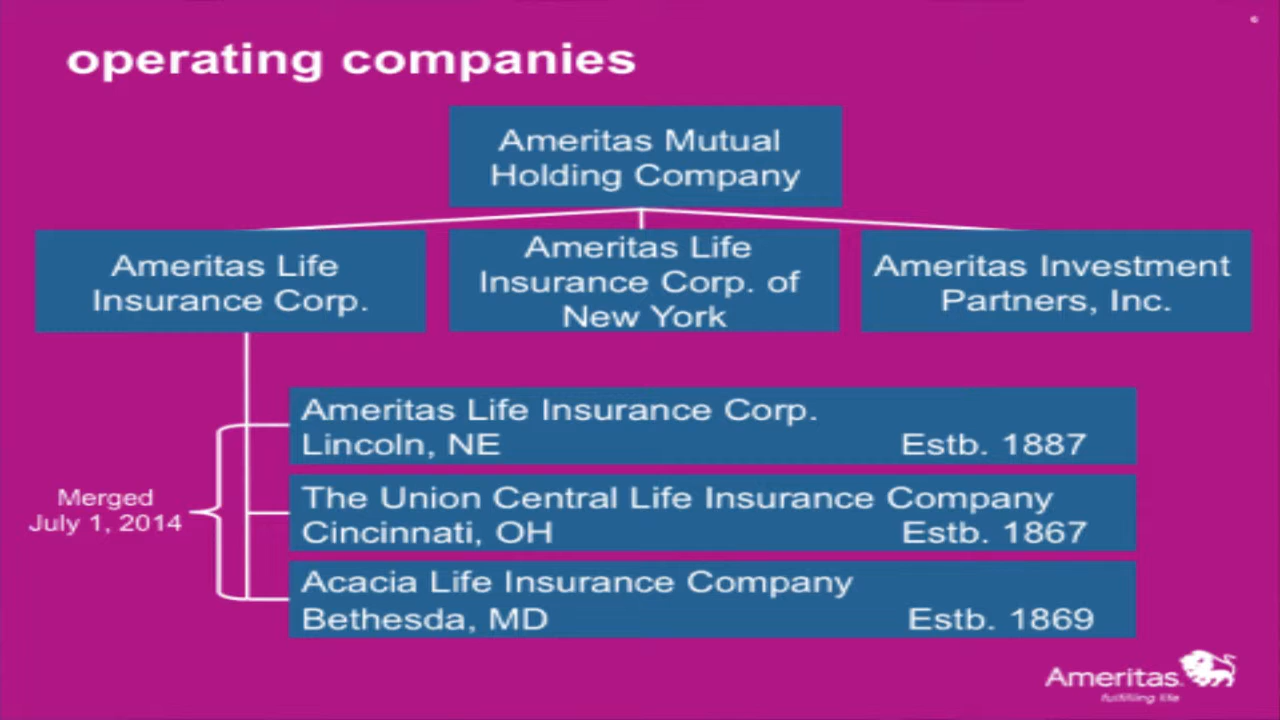 operating companies
Ameritas Mutual
Holding Company
Ameritas Life
Insurance Corp.
Ameritas Life
Insurance Corp. of
New York
Ameritas Investment
Partners, Inc.
Ameritas Life Insurance Corp.
Lincoln, NE Estb. 1887
The Union Central Life Insurance Company
Cincinnati, OH Estb. 1867
Acacia Life Insurance Company
Bethesda, MD Estb. 1869
Merged
July 1, 2014
Ameritas
fulfilling life